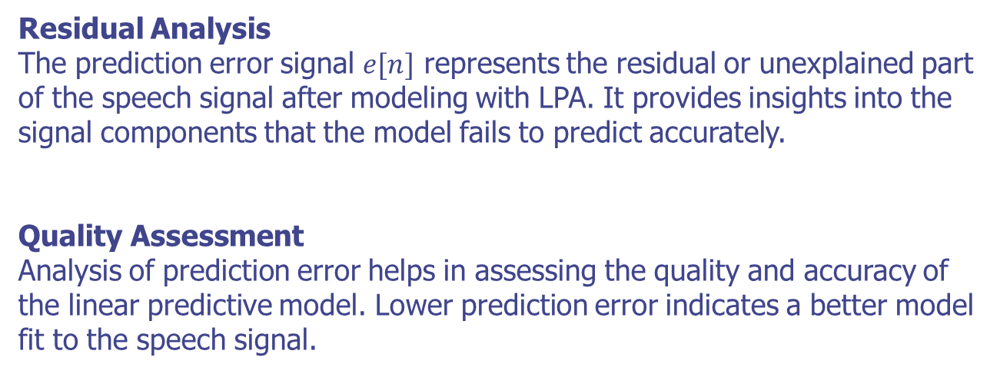 Residual Analysis
The prediction error signal e[n] represents the residual or unexplained part
of the speech signal after modeling with LPA. It provides insights into the
signal components that the model fails to predict accurately.
Quality Assessment
Analysis of prediction error helps in assessing the quality and accuracy of
the linear predictive model. Lower prediction error indicates a better model
fit to the speech signal.